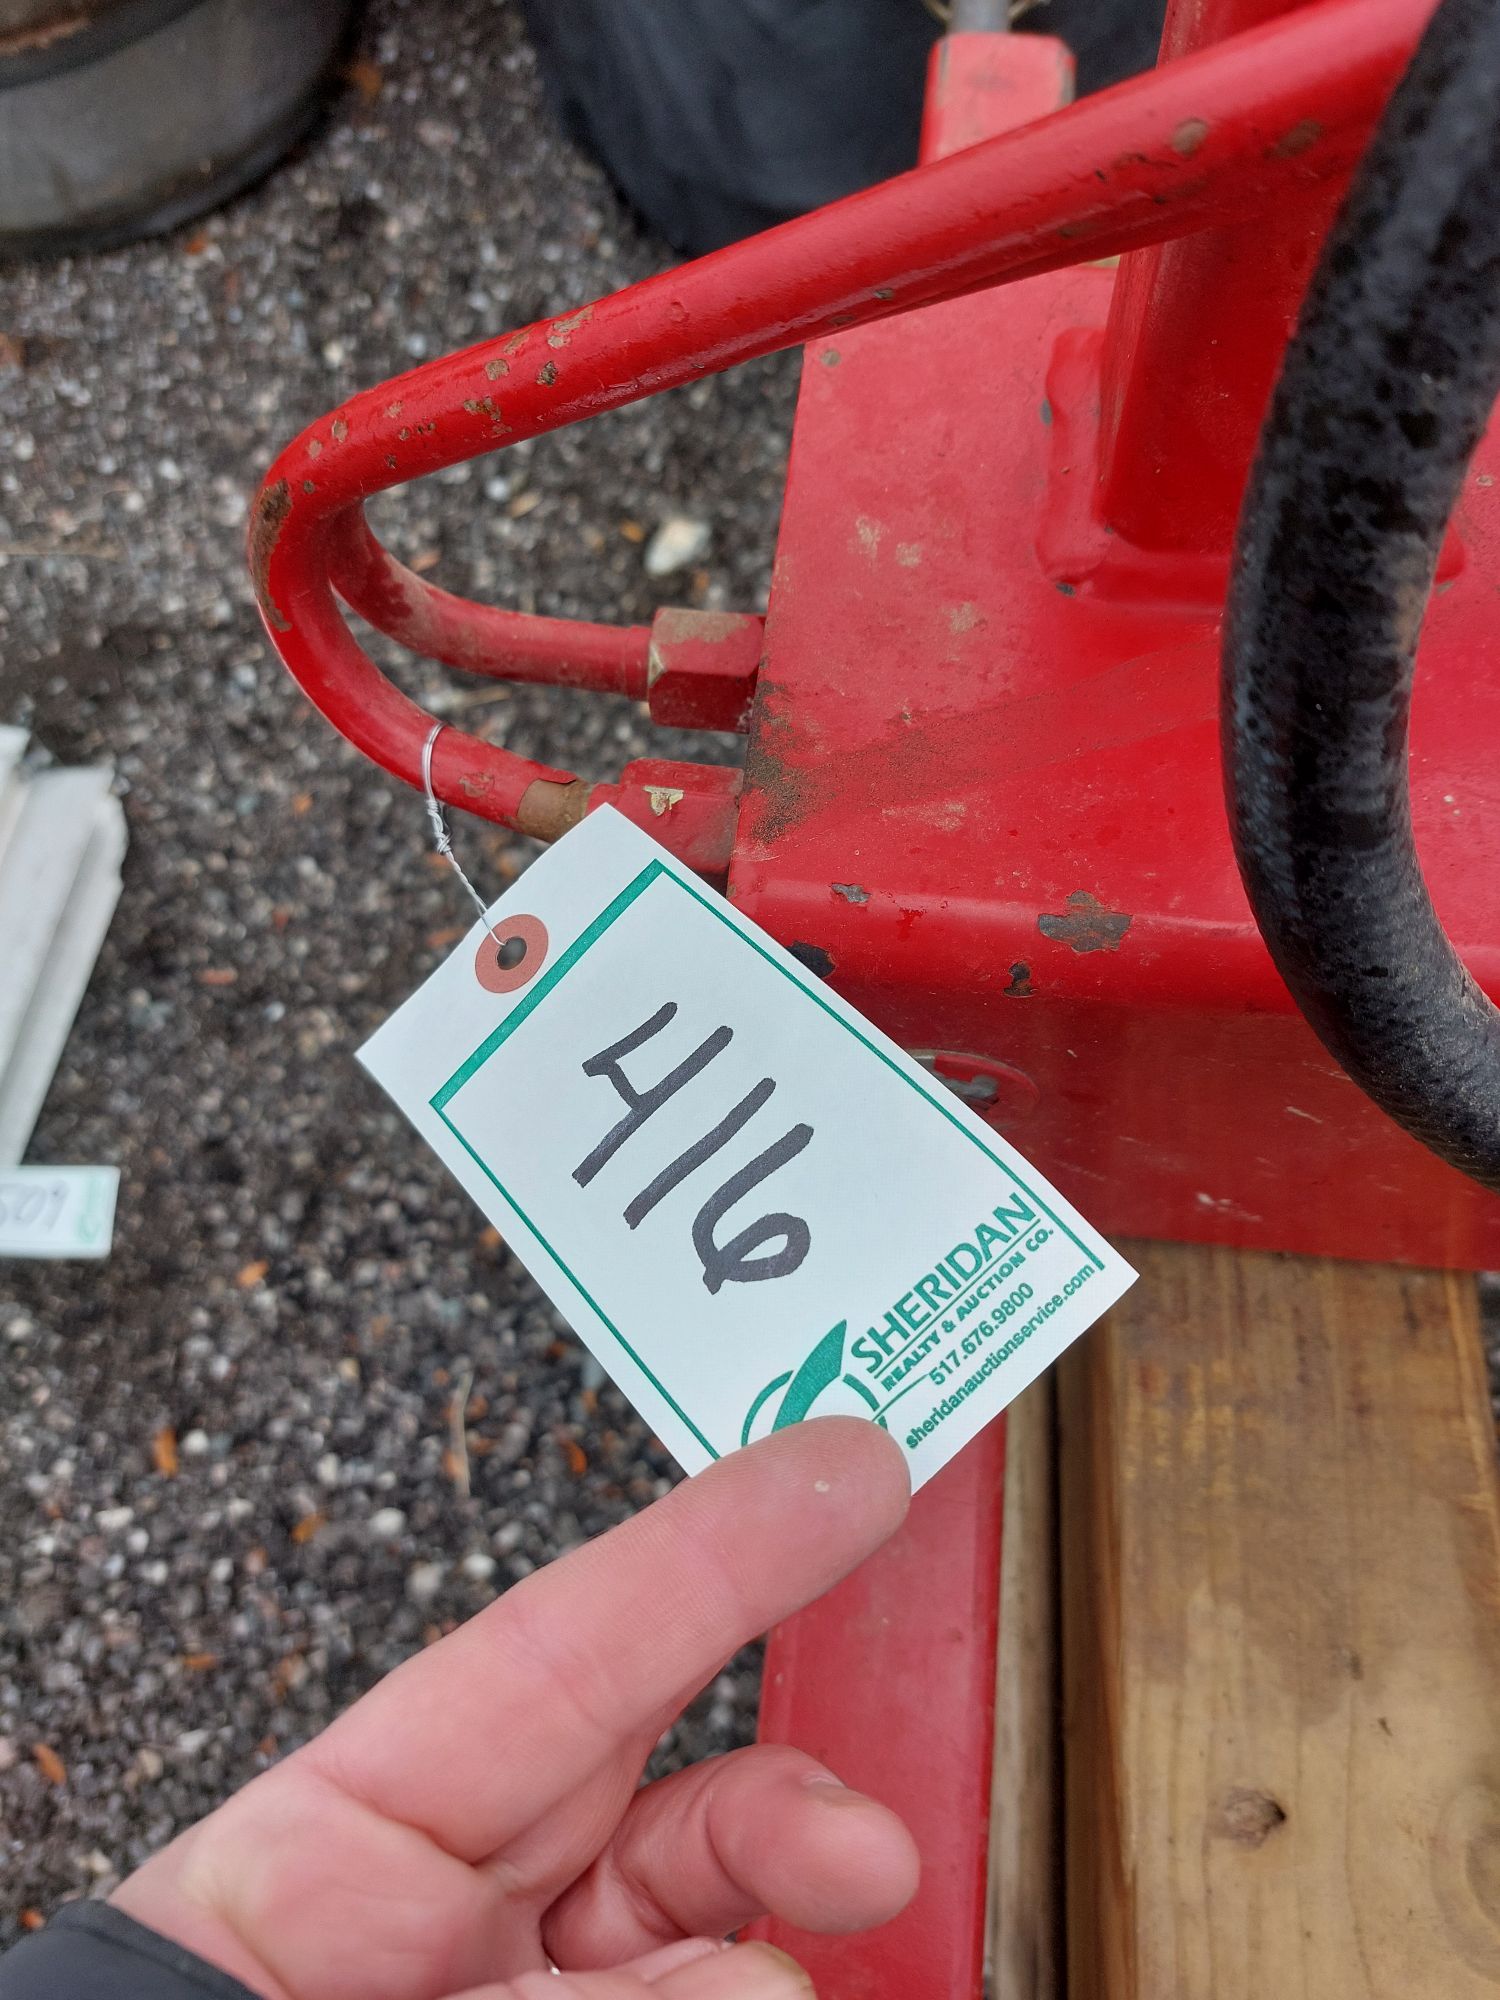 416
SHERIDAN
REALTY & AUCTION CO.
517.676.9800
sheridanauctionservice.com